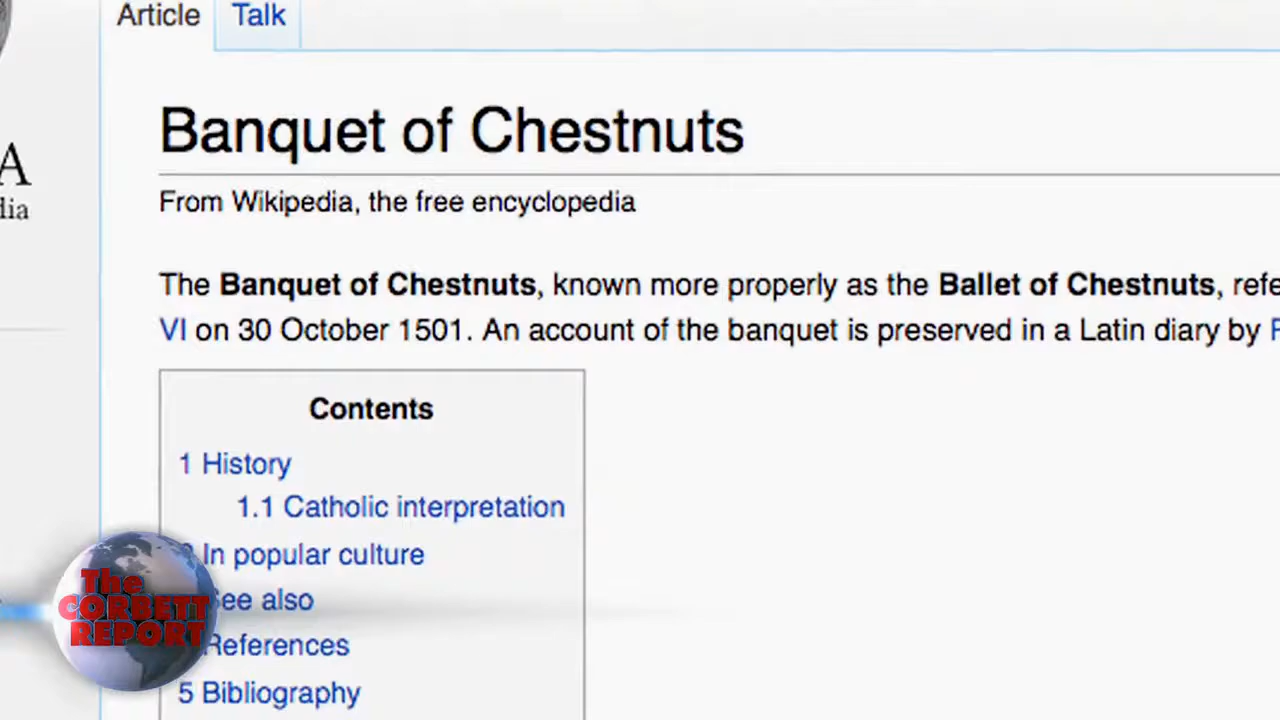 Article Talk
A
dia
Banquet of Chestnuts
From Wikipedia, the free encyclopedia
The Banquet of Chestnuts, known more properly as the Ballet of Chestnuts, refe
VI on 30 October 1501. An account of the banquet is preserved in a Latin diary by
Contents
1 History
1.1 Catholic interpretation
In popular culture
See also
References
5 Bibliography
The
CORBETT
REPORT